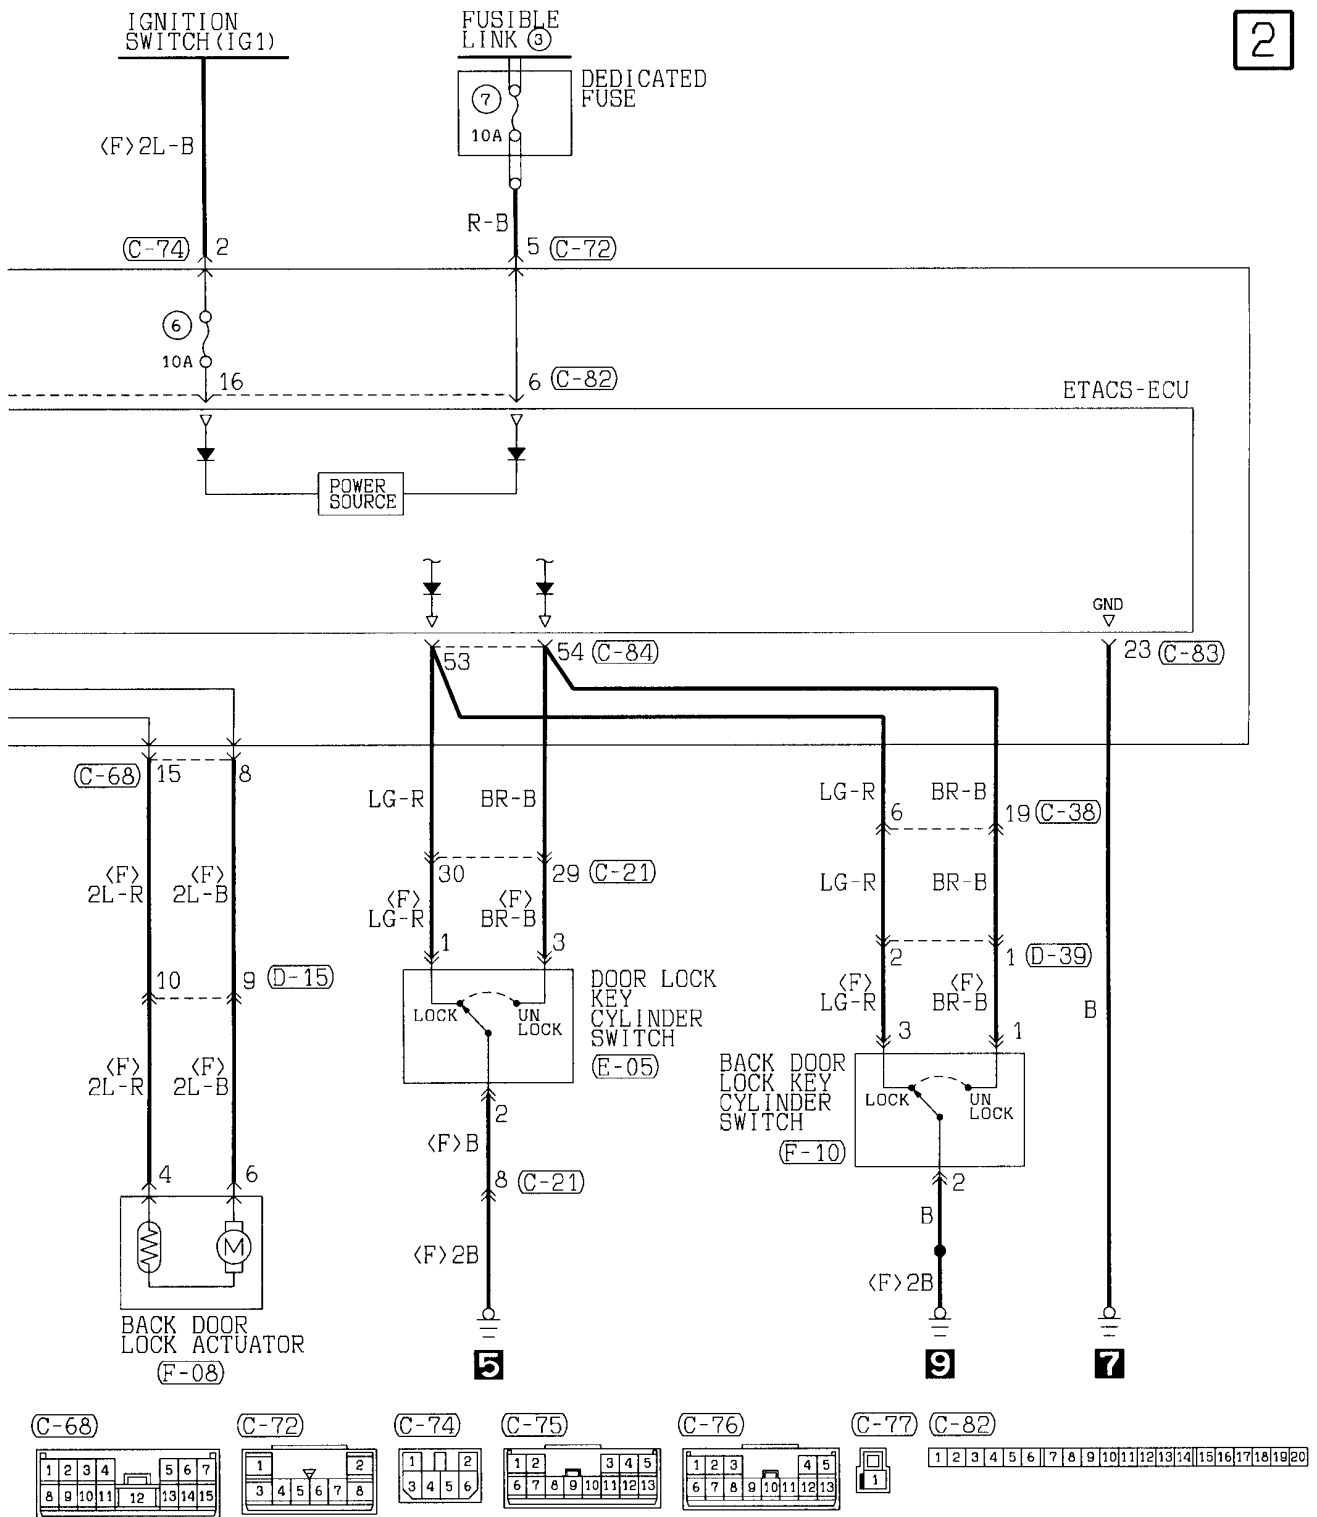 IGNITION
SWITCH(IG1)
FUSIBLE
LINK ③
2
DEDICATED
FUSE
7
10A
<F>2L-B
R-B
C-74 2
5 C-72
6
10A
16
6 C-82
ETACS-ECU
POWER
SOURCE
GND
53
54 C-84
23 C-83
C-68 15 8
LG-R BR-B
LG-R BR-B
6 19 C-38
30 29 C-21
<F> <F>
2L-R 2L-B
LG-R BR-B
<F> <F>
LG-R BR-B
1 3
2 1 D-39
10 9 D-15
DOOR LOCK
KEY
CYLINDER
SWITCH
E-05
LOCK UN
LOCK
<F> <F>
LG-R BR-B
B
3 1
<F> <F>
2L-R 2L-B
BACK DOOR
LOCK KEY
CYLINDER
SWITCH
F-10
LOCK UN
LOCK
2
<F>B
8 C-21
4 6
2
B
M
<F>2B
<F>2B
BACK DOOR
LOCK ACTUATOR
F-08
5
9
7
C-68 C-72 C-74 C-75 C-76 C-77 C-82
1 2 3 4 5 6 7
8 9 10 11 12 13 14 15
1 2
3 4 5 6 7 8
1 2
3 4 5 6
1 2 3 4 5
6 7 8 9 10 11 12 13
1 2 3 4 5
6 7 8 9 10 11 12 13
1
1 2 3 4 5 6 7 8 9 10 11 12 13 14 15 16 17 18 19 20